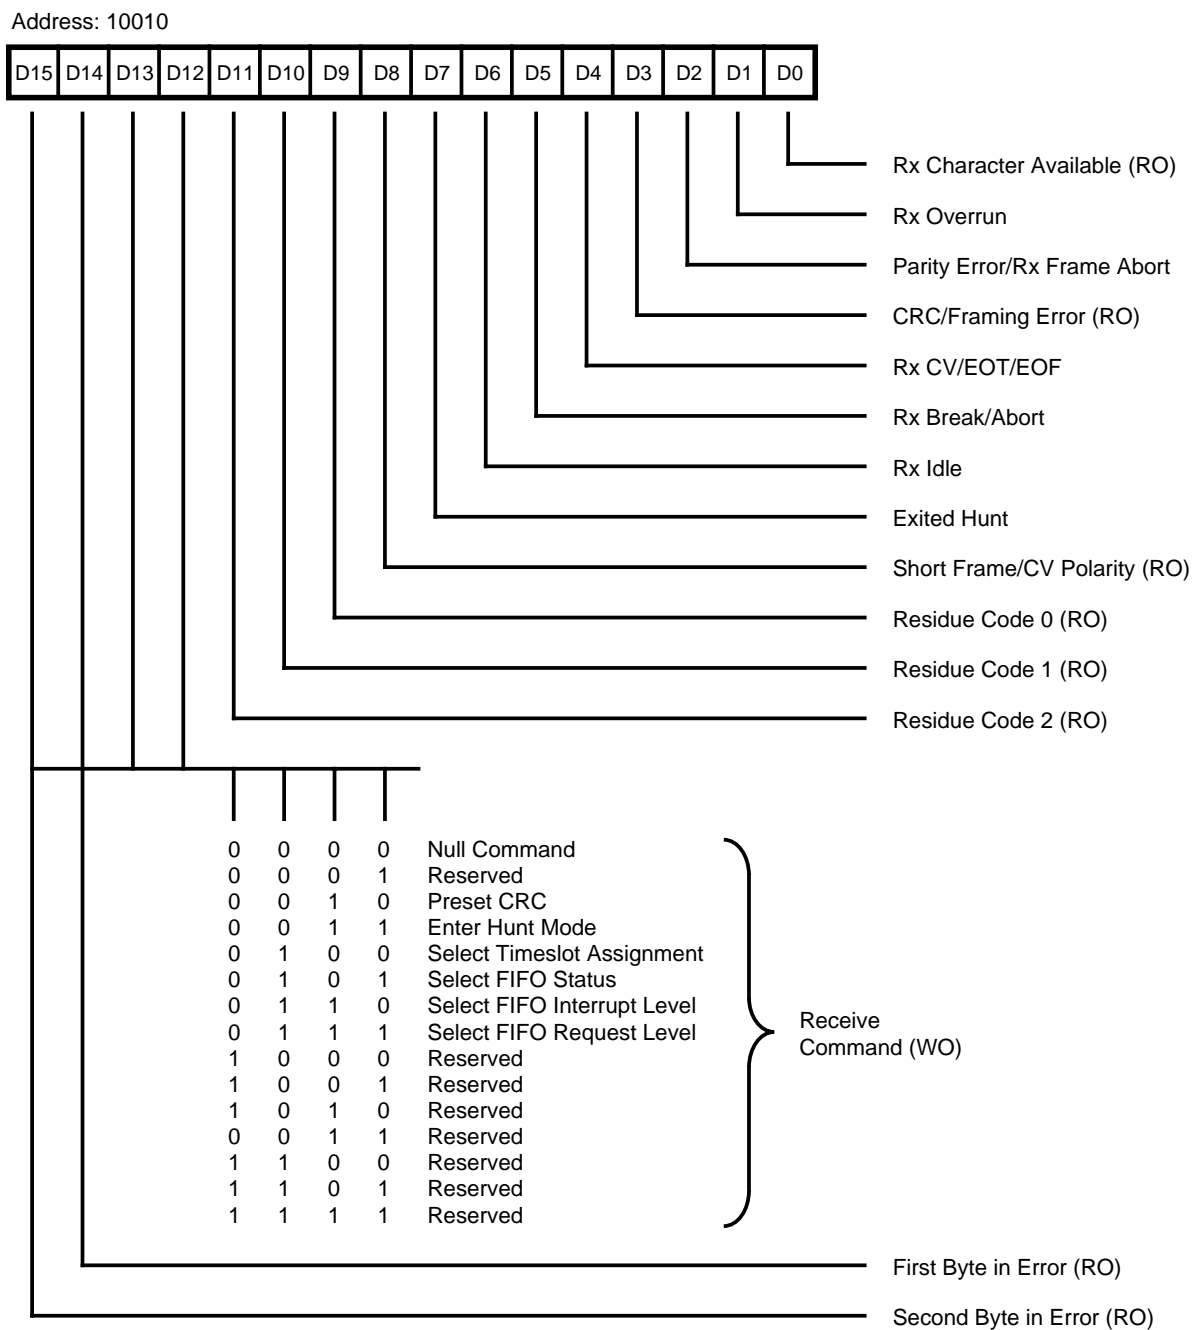 Address: 10010
D15 D14 D13 D12 D11 D10 D9 D8 D7 D6 D5 D4 D3 D2 D1 D0
Rx Character Available (RO)
Rx Overrun
Parity Error/Rx Frame Abort
CRC/Framing Error (RO)
Rx CV/EOT/EOF
Rx Break/Abort
Rx Idle
Exited Hunt
Short Frame/CV Polarity (RO)
Residue Code 0 (RO)
Residue Code 1 (RO)
Residue Code 2 (RO)
0 0 0 0 Null Command
0 0 0 1 Reserved
0 0 1 0 Preset CRC
0 0 1 1 Enter Hunt Mode
0 1 0 0 Select Timeslot Assignment
0 1 0 1 Select FIFO Status
0 1 1 0 Select FIFO Interrupt Level
0 1 1 1 Select FIFO Request Level
1 0 0 0 Reserved
1 0 0 1 Reserved
1 0 1 0 Reserved
0 0 1 1 Reserved
1 1 0 0 Reserved
1 1 0 1 Reserved
1 1 1 1 Reserved
Receive
Command (WO)
First Byte in Error (RO)
Second Byte in Error (RO)